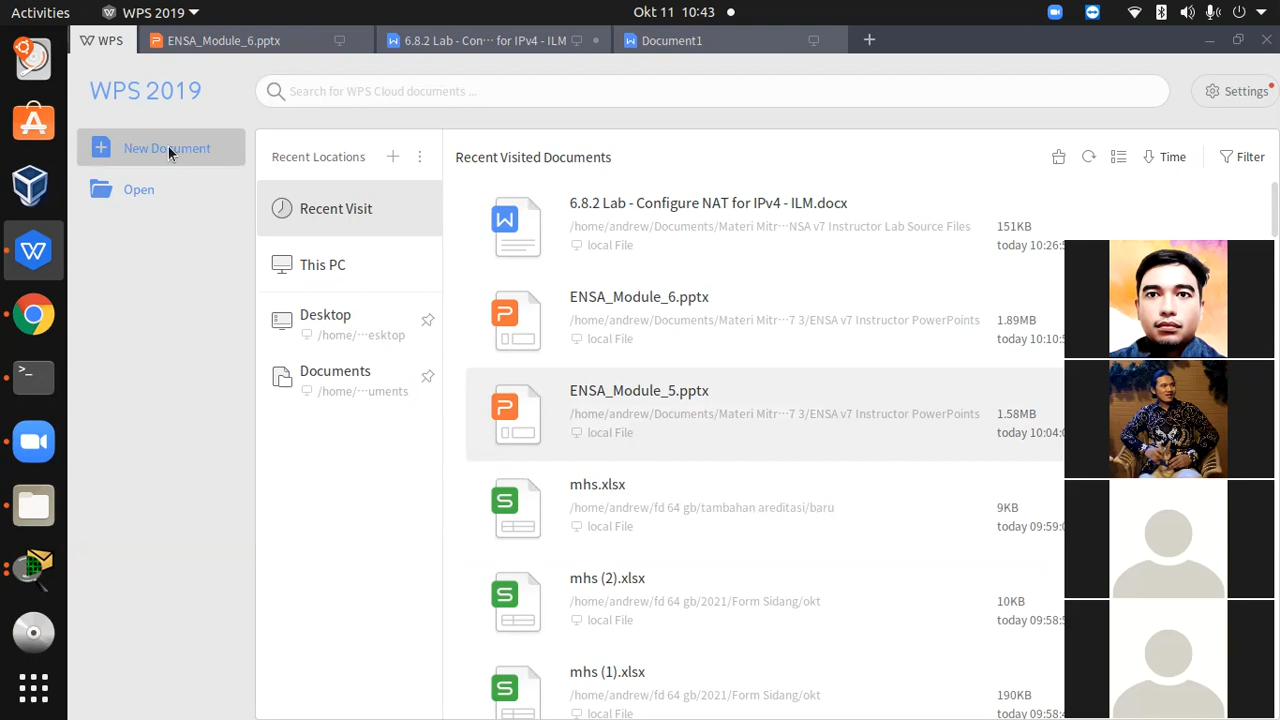 Activities
WPS 2019
Okt 11 10:43
WPS
ENSA_Module_6.pptx
6.8.2 Lab - Con··· for IPv4 - ILM
Document1
WPS 2019
Search for WPS Cloud documents ...
Settings
New Document
Open
Recent Locations
Recent Visit
This PC
Desktop
/home/···esktop
Documents
/home/···uments
Recent Visited Documents
Time
Filter
6.8.2 Lab - Configure NAT for IPv4 - ILM.docx
/home/andrew/Documents/Materi Mitr···NSA v7 Instructor Lab Source Files
151KB
local File
today 10:26:
ENSA_Module_6.pptx
/home/andrew/Documents/Materi Mitr···7 3/ENSA v7 Instructor PowerPoints
1.89MB
local File
today 10:10:
ENSA_Module_5.pptx
/home/andrew/Documents/Materi Mitr···7 3/ENSA v7 Instructor PowerPoints
1.58MB
local File
today 10:04:
mhs.xlsx
/home/andrew/fd 64 gb/tambahan areditasi/baru
9KB
local File
today 09:59:
mhs (2).xlsx
/home/andrew/fd 64 gb/2021/Form Sidang/okt
10KB
local File
today 09:58:
mhs (1).xlsx
/home/andrew/fd 64 gb/2021/Form Sidang/okt
190KB
local File
today 09:58: